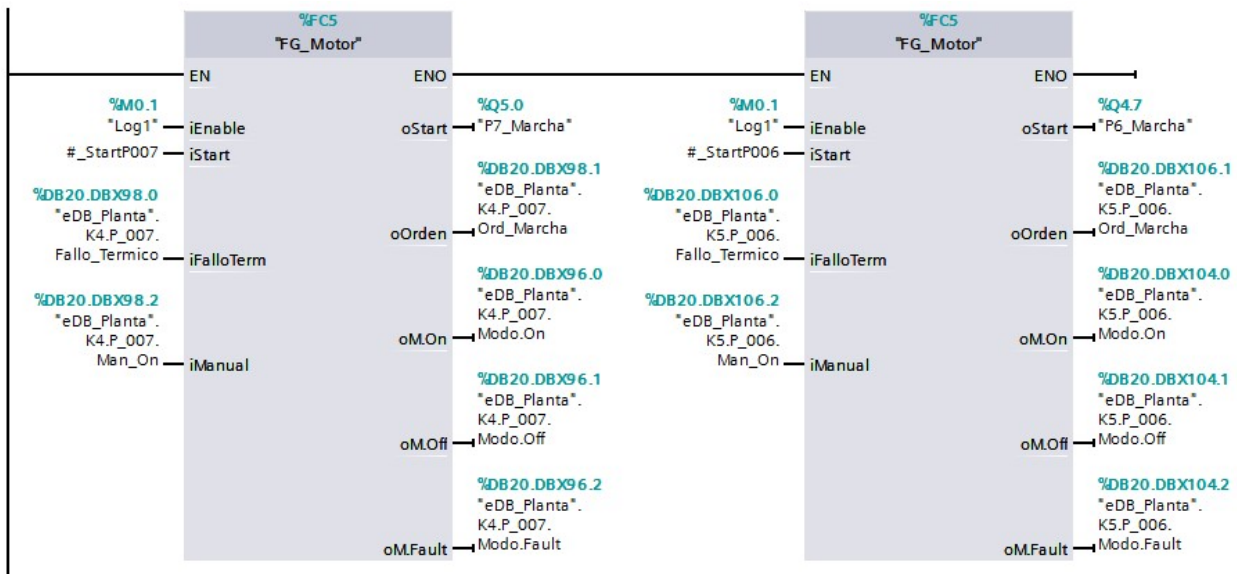 %FC5
"FG_Motor"
EN
ENO
%M0.1
"Log1"
iEnable
#_StartP007
iStart
%DB20.DBX98.0
"eDB_Planta".
K4.P_007.
Fallo_Termico
iFalloTerm
%DB20.DBX98.2
"eDB_Planta".
K4.P_007.
Man_On
iManual
oStart
%Q5.0
"P7_Marcha"
oOrden
%DB20.DBX98.1
"eDB_Planta".
K4.P_007.
Ord_Marcha
oM.On
%DB20.DBX96.0
"eDB_Planta".
K4.P_007.
Modo.On
oM.Off
%DB20.DBX96.1
"eDB_Planta".
K4.P_007.
Modo.Off
oM.Fault
%DB20.DBX96.2
"eDB_Planta".
K4.P_007.
Modo.Fault
%FC5
"FG_Motor"
EN
ENO
%M0.1
"Log1"
iEnable
#_StartP006
iStart
%DB20.DBX106.0
"eDB_Planta".
K5.P_006.
Fallo_Termico
iFalloTerm
%DB20.DBX106.2
"eDB_Planta".
K5.P_006.
Man_On
iManual
oStart
%Q4.7
"P6_Marcha"
oOrden
%DB20.DBX106.1
"eDB_Planta".
K5.P_006.
Ord_Marcha
oM.On
%DB20.DBX104.0
"eDB_Planta".
K5.P_006.
Modo.On
oM.Off
%DB20.DBX104.1
"eDB_Planta".
K5.P_006.
Modo.Off
oM.Fault
%DB20.DBX104.2
"eDB_Planta".
K5.P_006.
Modo.Fault